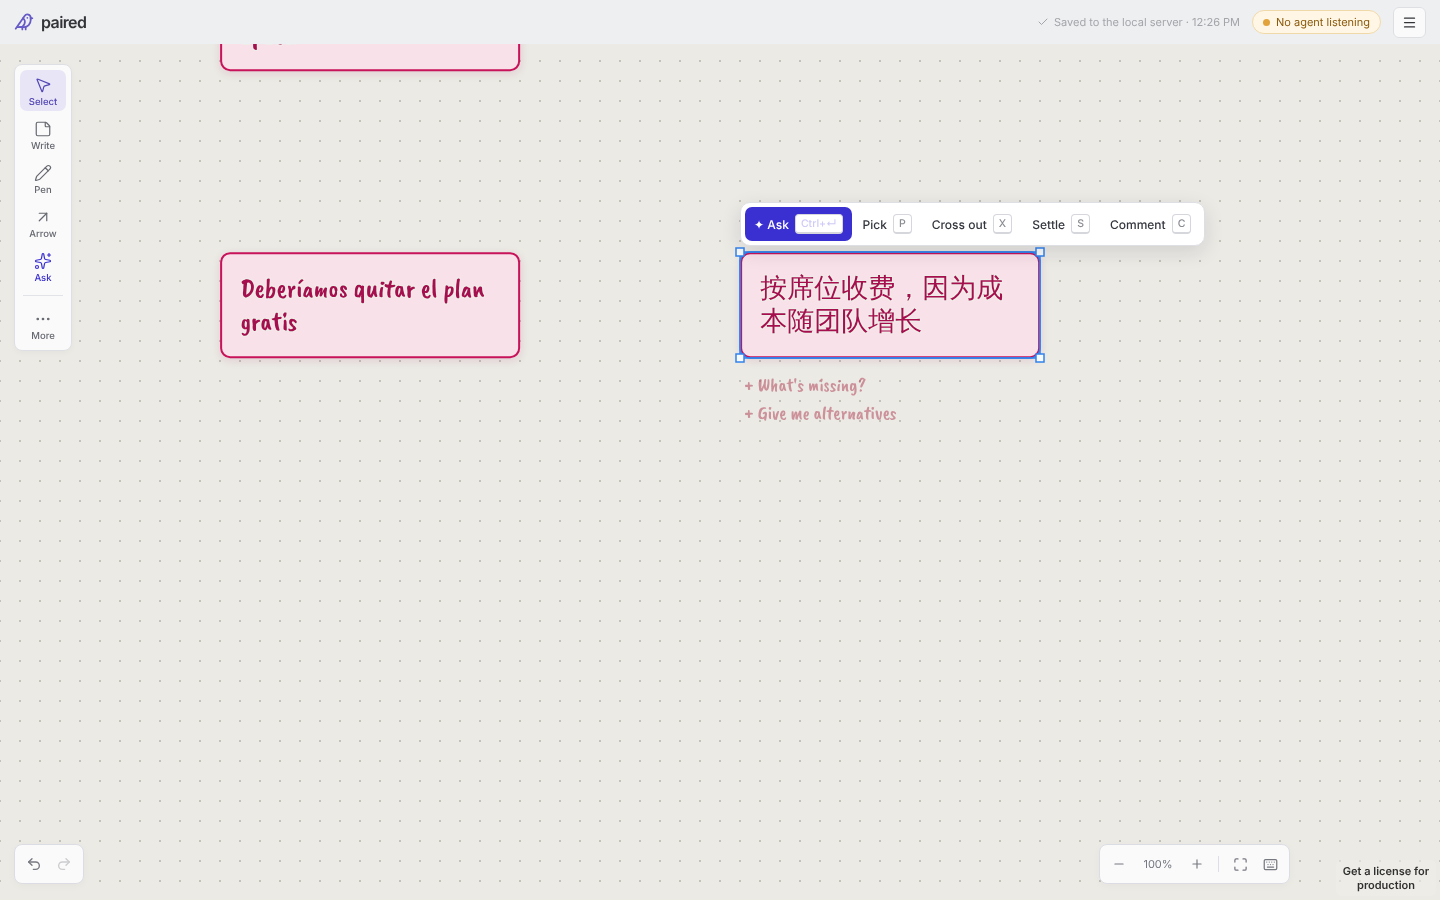 paired
Saved to the local server · 12:26 PM
No agent listening
Select
Write
Pen
Arrow
Ask
More
✦ Ask Ctrl+↵ Pick P Cross out X Settle S Comment C
Deberíamos quitar el plan
gratis
按席位收费，因为成
本随团队增长
+ What's missing?
+ Give me alternatives
100%
Get a license for
production